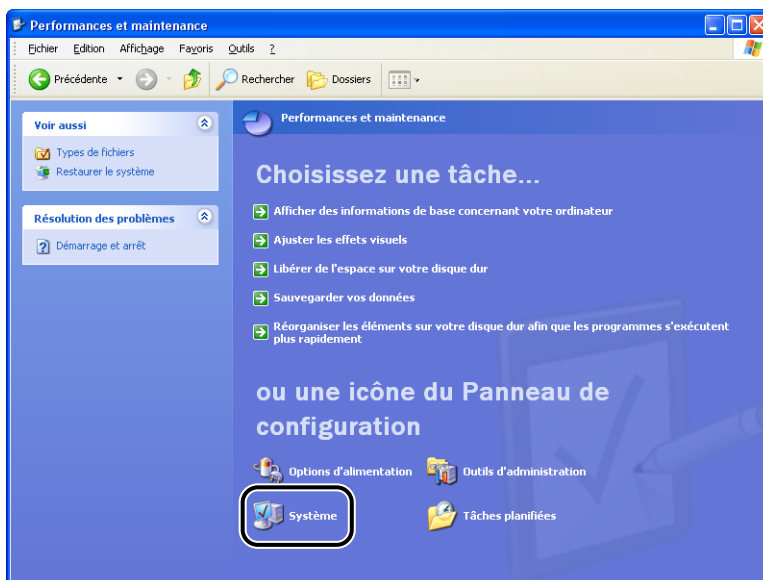 Performances et maintenance
Fichier Edition Affichage Favoris Outils ?
Précédente Rechercher Dossiers
Voir aussi
Types de fichiers
Restaurer le système
Résolution des problèmes
Démarrage et arrêt
Performances et maintenance
Choisissez une tâche...
Afficher des informations de base concernant votre ordinateur
Ajuster les effets visuels
Libérer de l'espace sur votre disque dur
Sauvegarder vos données
Réorganiser les éléments sur votre disque dur afin que les programmes s'exécutent
plus rapidement
ou une icône du Panneau de
configuration
Options d'alimentation Outils d'administration
Système Tâches planifiées